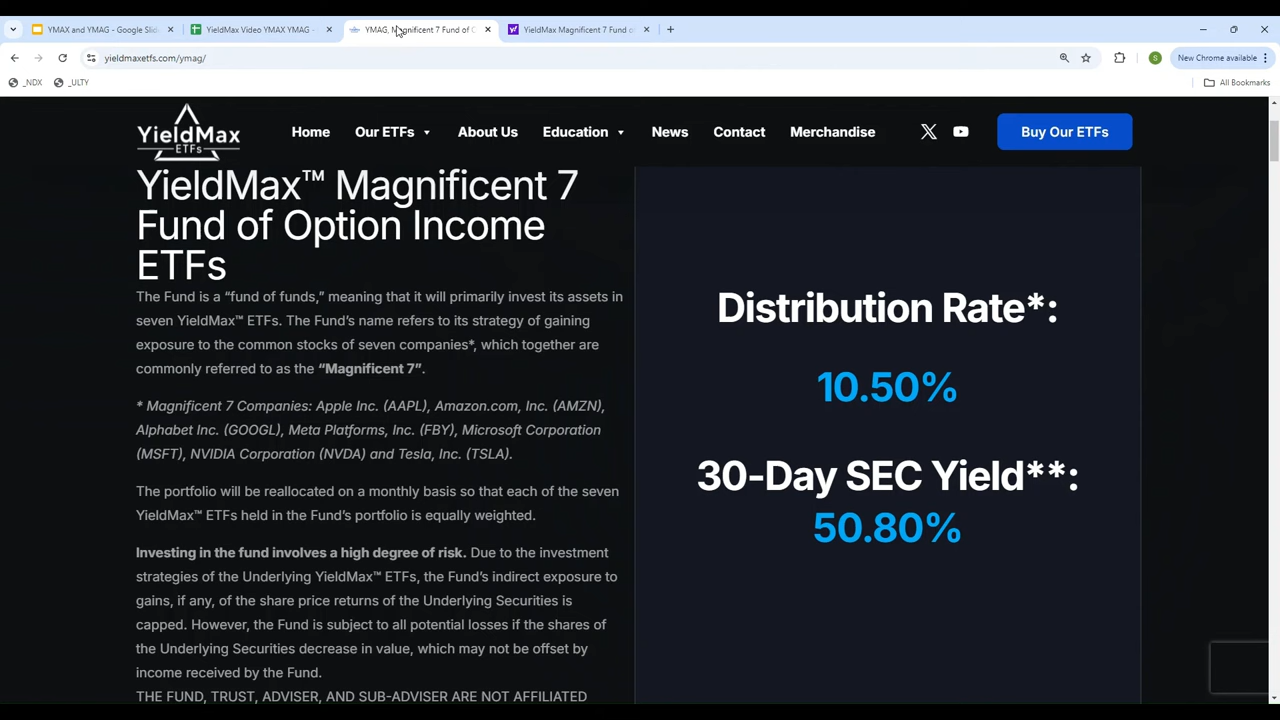 YMAX and YMAG - Google Slid
YieldMax Video YMAX YMAG -
YMAG, Magnificent 7 Fund of O
YieldMax Magnificent 7 Fund of
yieldmaxetfs.com/ymag/
S
New Chrome available
_NDX
_ULTY
All Bookmarks
YieldMax
ETFs
Home
Our ETFs
About Us
Education
News
Contact
Merchandise
Buy Our ETFs
YieldMax™ Magnificent 7
Fund of Option Income
ETFs
The Fund is a “fund of funds,” meaning that it will primarily invest its assets in
seven YieldMax™ ETFs. The Fund’s name refers to its strategy of gaining
exposure to the common stocks of seven companies*, which together are
commonly referred to as the “Magnificent 7”.
* Magnificent 7 Companies: Apple Inc. (AAPL), Amazon.com, Inc. (AMZN),
Alphabet Inc. (GOOGL), Meta Platforms, Inc. (FBY), Microsoft Corporation
(MSFT), NVIDIA Corporation (NVDA) and Tesla, Inc. (TSLA).
The portfolio will be reallocated on a monthly basis so that each of the seven
YieldMax™ ETFs held in the Fund’s portfolio is equally weighted.
Investing in the fund involves a high degree of risk. Due to the investment
strategies of the Underlying YieldMax™ ETFs, the Fund’s indirect exposure to
gains, if any, of the share price returns of the Underlying Securities is
capped. However, the Fund is subject to all potential losses if the shares of
the Underlying Securities decrease in value, which may not be offset by
income received by the Fund.
THE FUND, TRUST, ADVISER, AND SUB-ADVISER ARE NOT AFFILIATED
Distribution Rate*:
10.50%
30-Day SEC Yield**:
50.80%